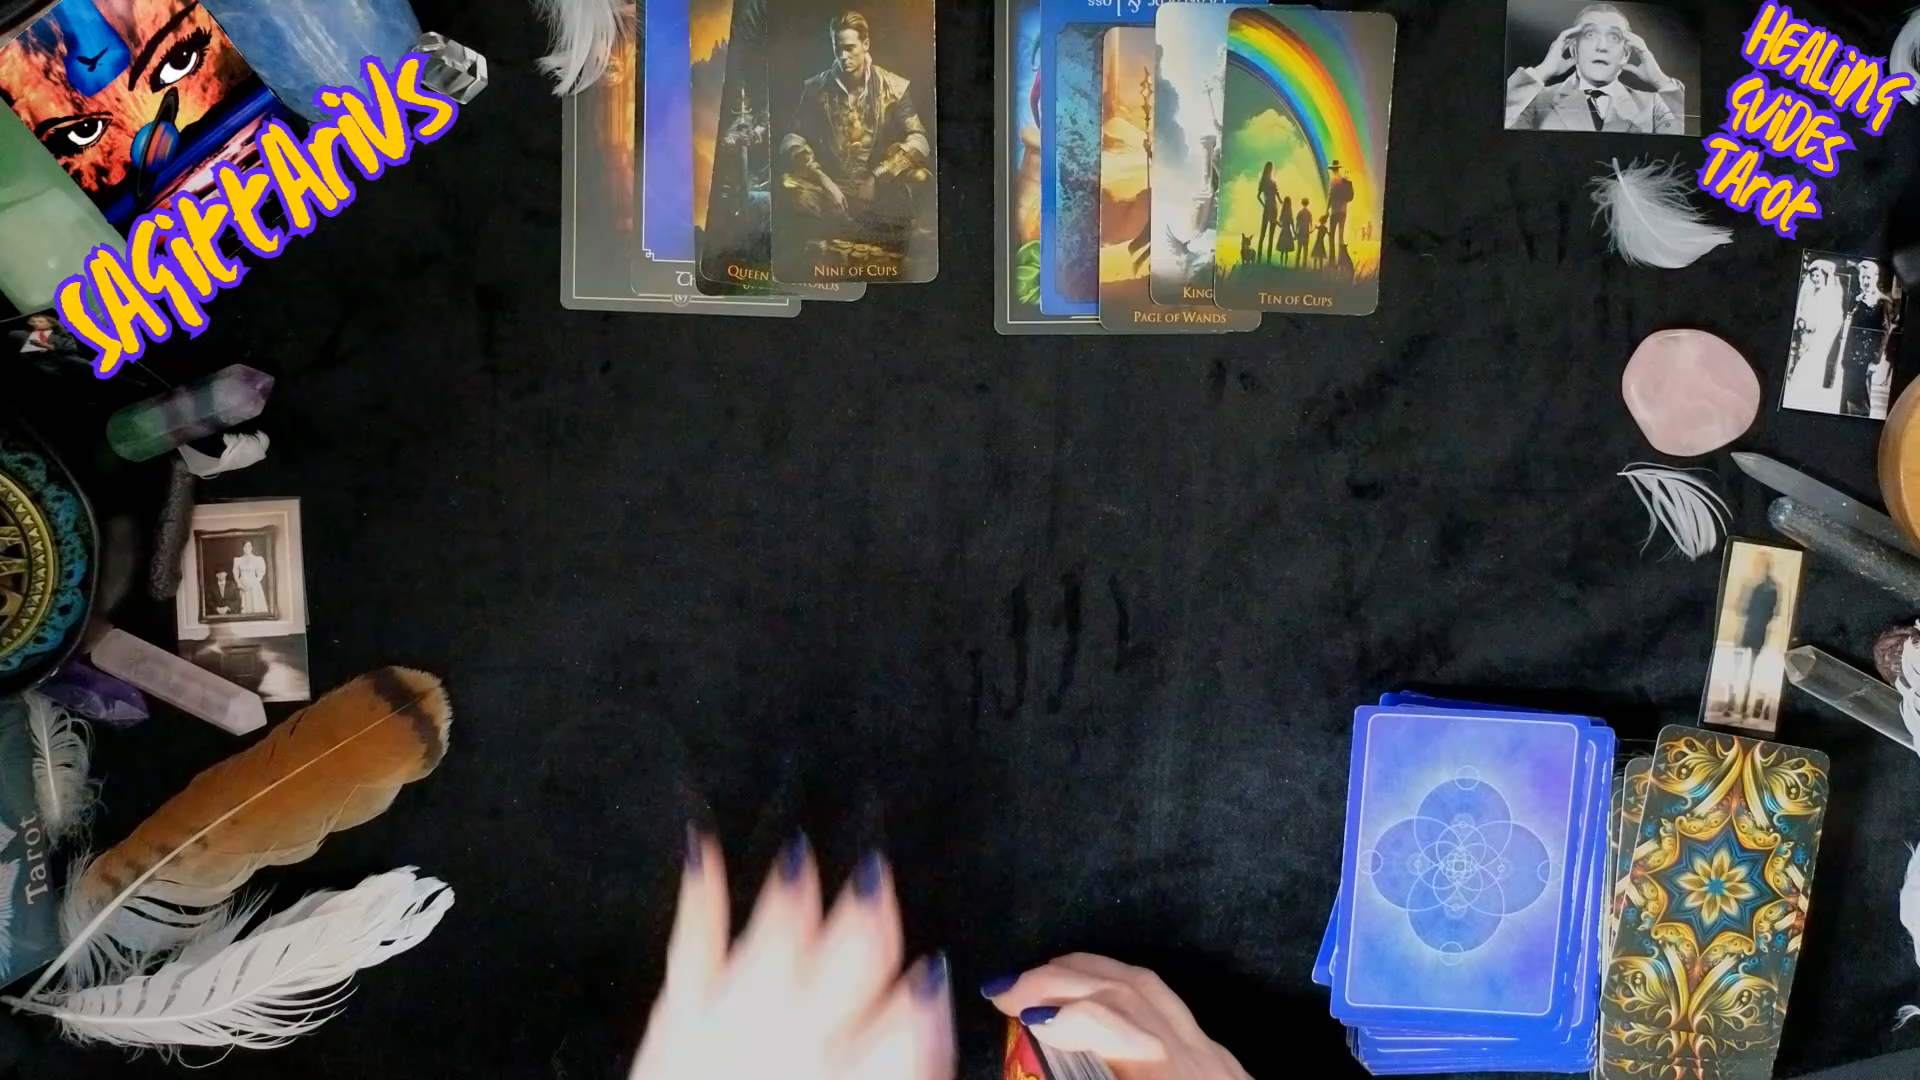 SAGittAriUS
HEALING
GUIDES
TArot
QUEEN
NINE OF CUPS
KING
PAGE OF WANDS
TEN OF CUPS
Tarot